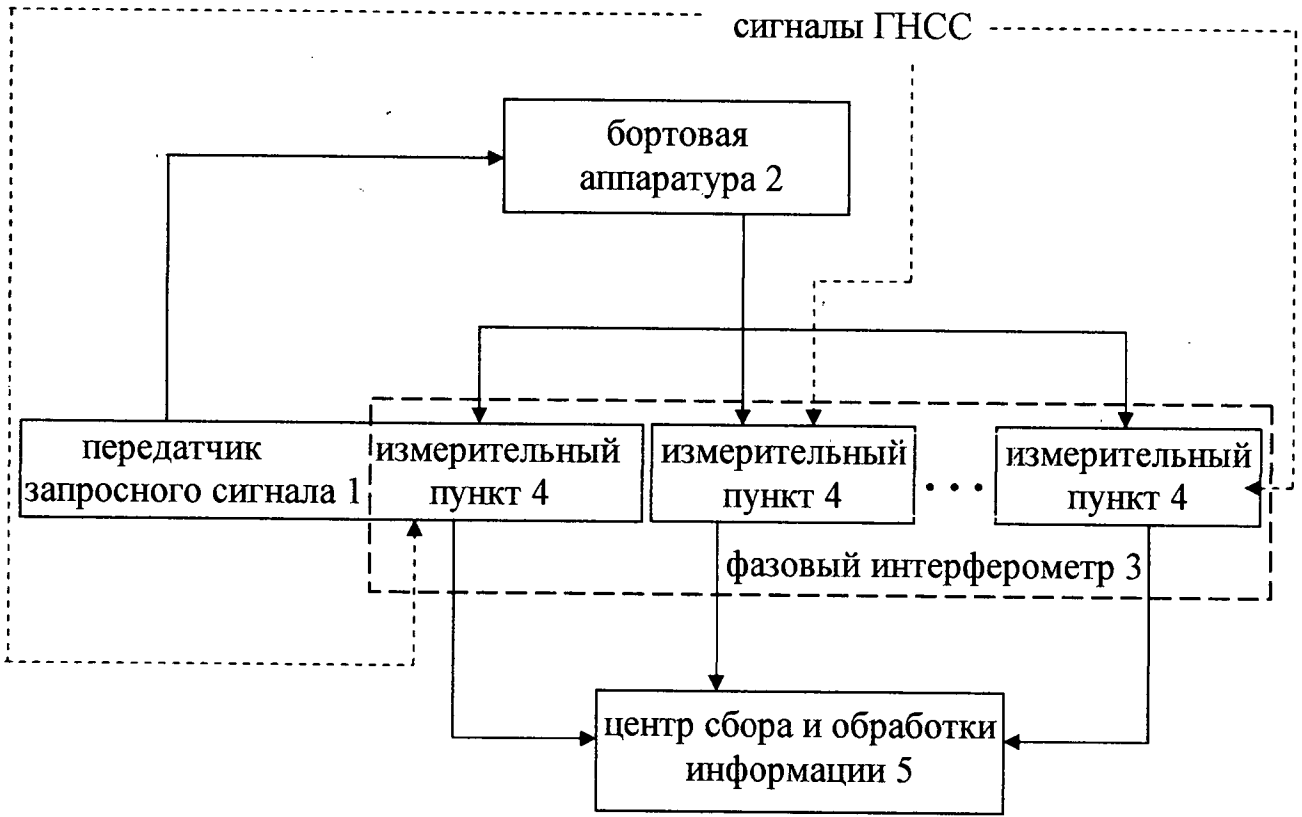 сигналы ГНСС
бортовая
аппаратура 2
передатчик
запросного сигнала 1
измерительный
пункт 4
измерительный
пункт 4
...
измерительный
пункт 4
фазовый интерферометр 3
центр сбора и обработки
информации 5